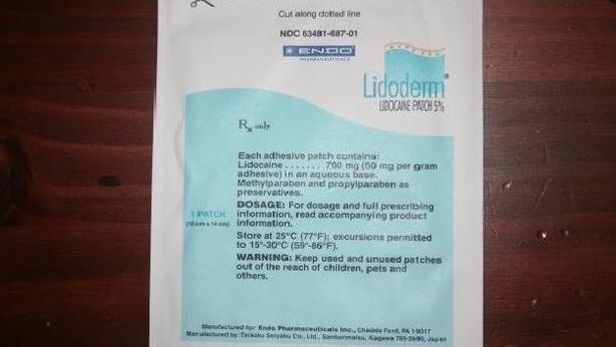 Cut along dotted line
NDC 63481-687-01
ENDO
PHARMACEUTICALS
Lidoderm®
LIDOCAINE PATCH 5%
Rx only
Each adhesive patch contains:
Lidocaine ....... 700 mg (50 mg per gram
adhesive) in an aqueous base.
Methylparaben and propylparaben as
preservatives.
DOSAGE: For dosage and full prescribing
information, read accompanying product
information.
1 PATCH
(10 cm x 14 cm)
Store at 25°C (77°F); excursions permitted
to 15°-30°C (59°-86°F).
WARNING: Keep used and unused patches
out of the reach of children, pets and
others.
Manufactured for: Endo Pharmaceuticals Inc., Chadds Ford, PA 19317
Manufactured by: Teikoku Seiyaku Co., Ltd., Sanbonmatsu, Kagawa 769-2695, Japan